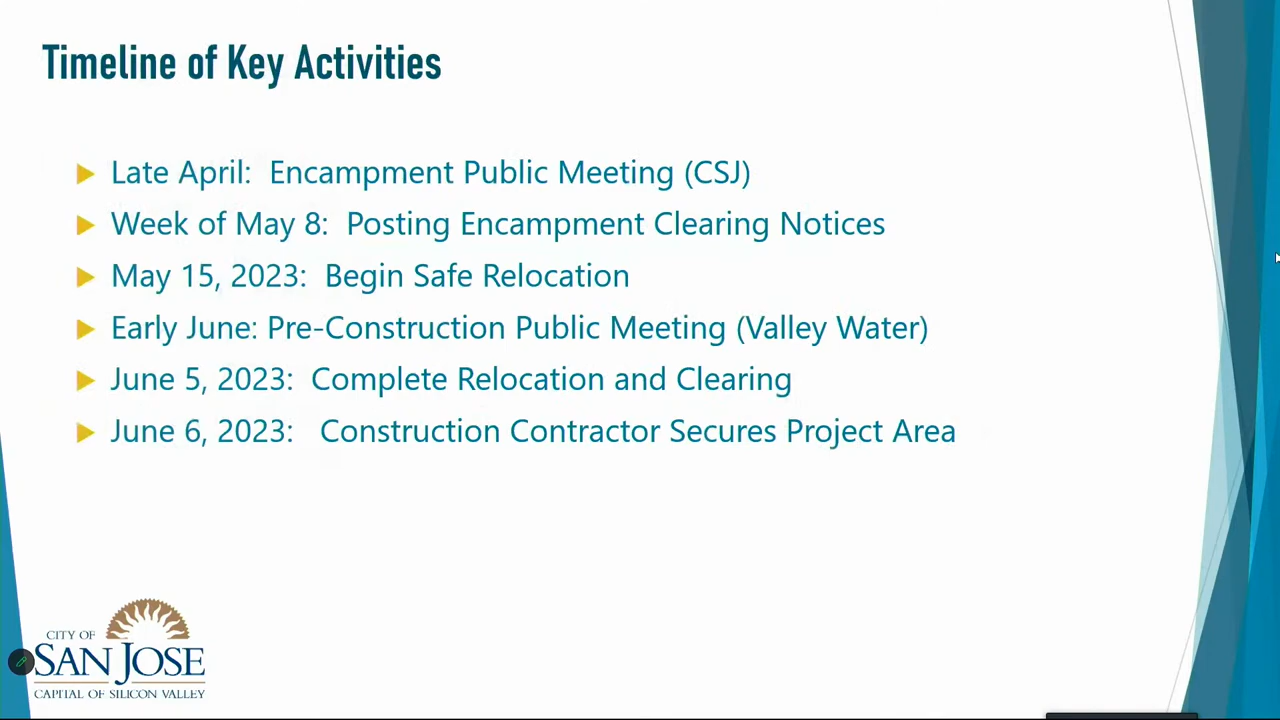 Timeline of Key Activities
Late April: Encampment Public Meeting (CSJ)
Week of May 8: Posting Encampment Clearing Notices
May 15, 2023: Begin Safe Relocation
Early June: Pre-Construction Public Meeting (Valley Water)
June 5, 2023: Complete Relocation and Clearing
June 6, 2023: Construction Contractor Secures Project Area
CITY OF
SAN JOSE
CAPITAL OF SILICON VALLEY